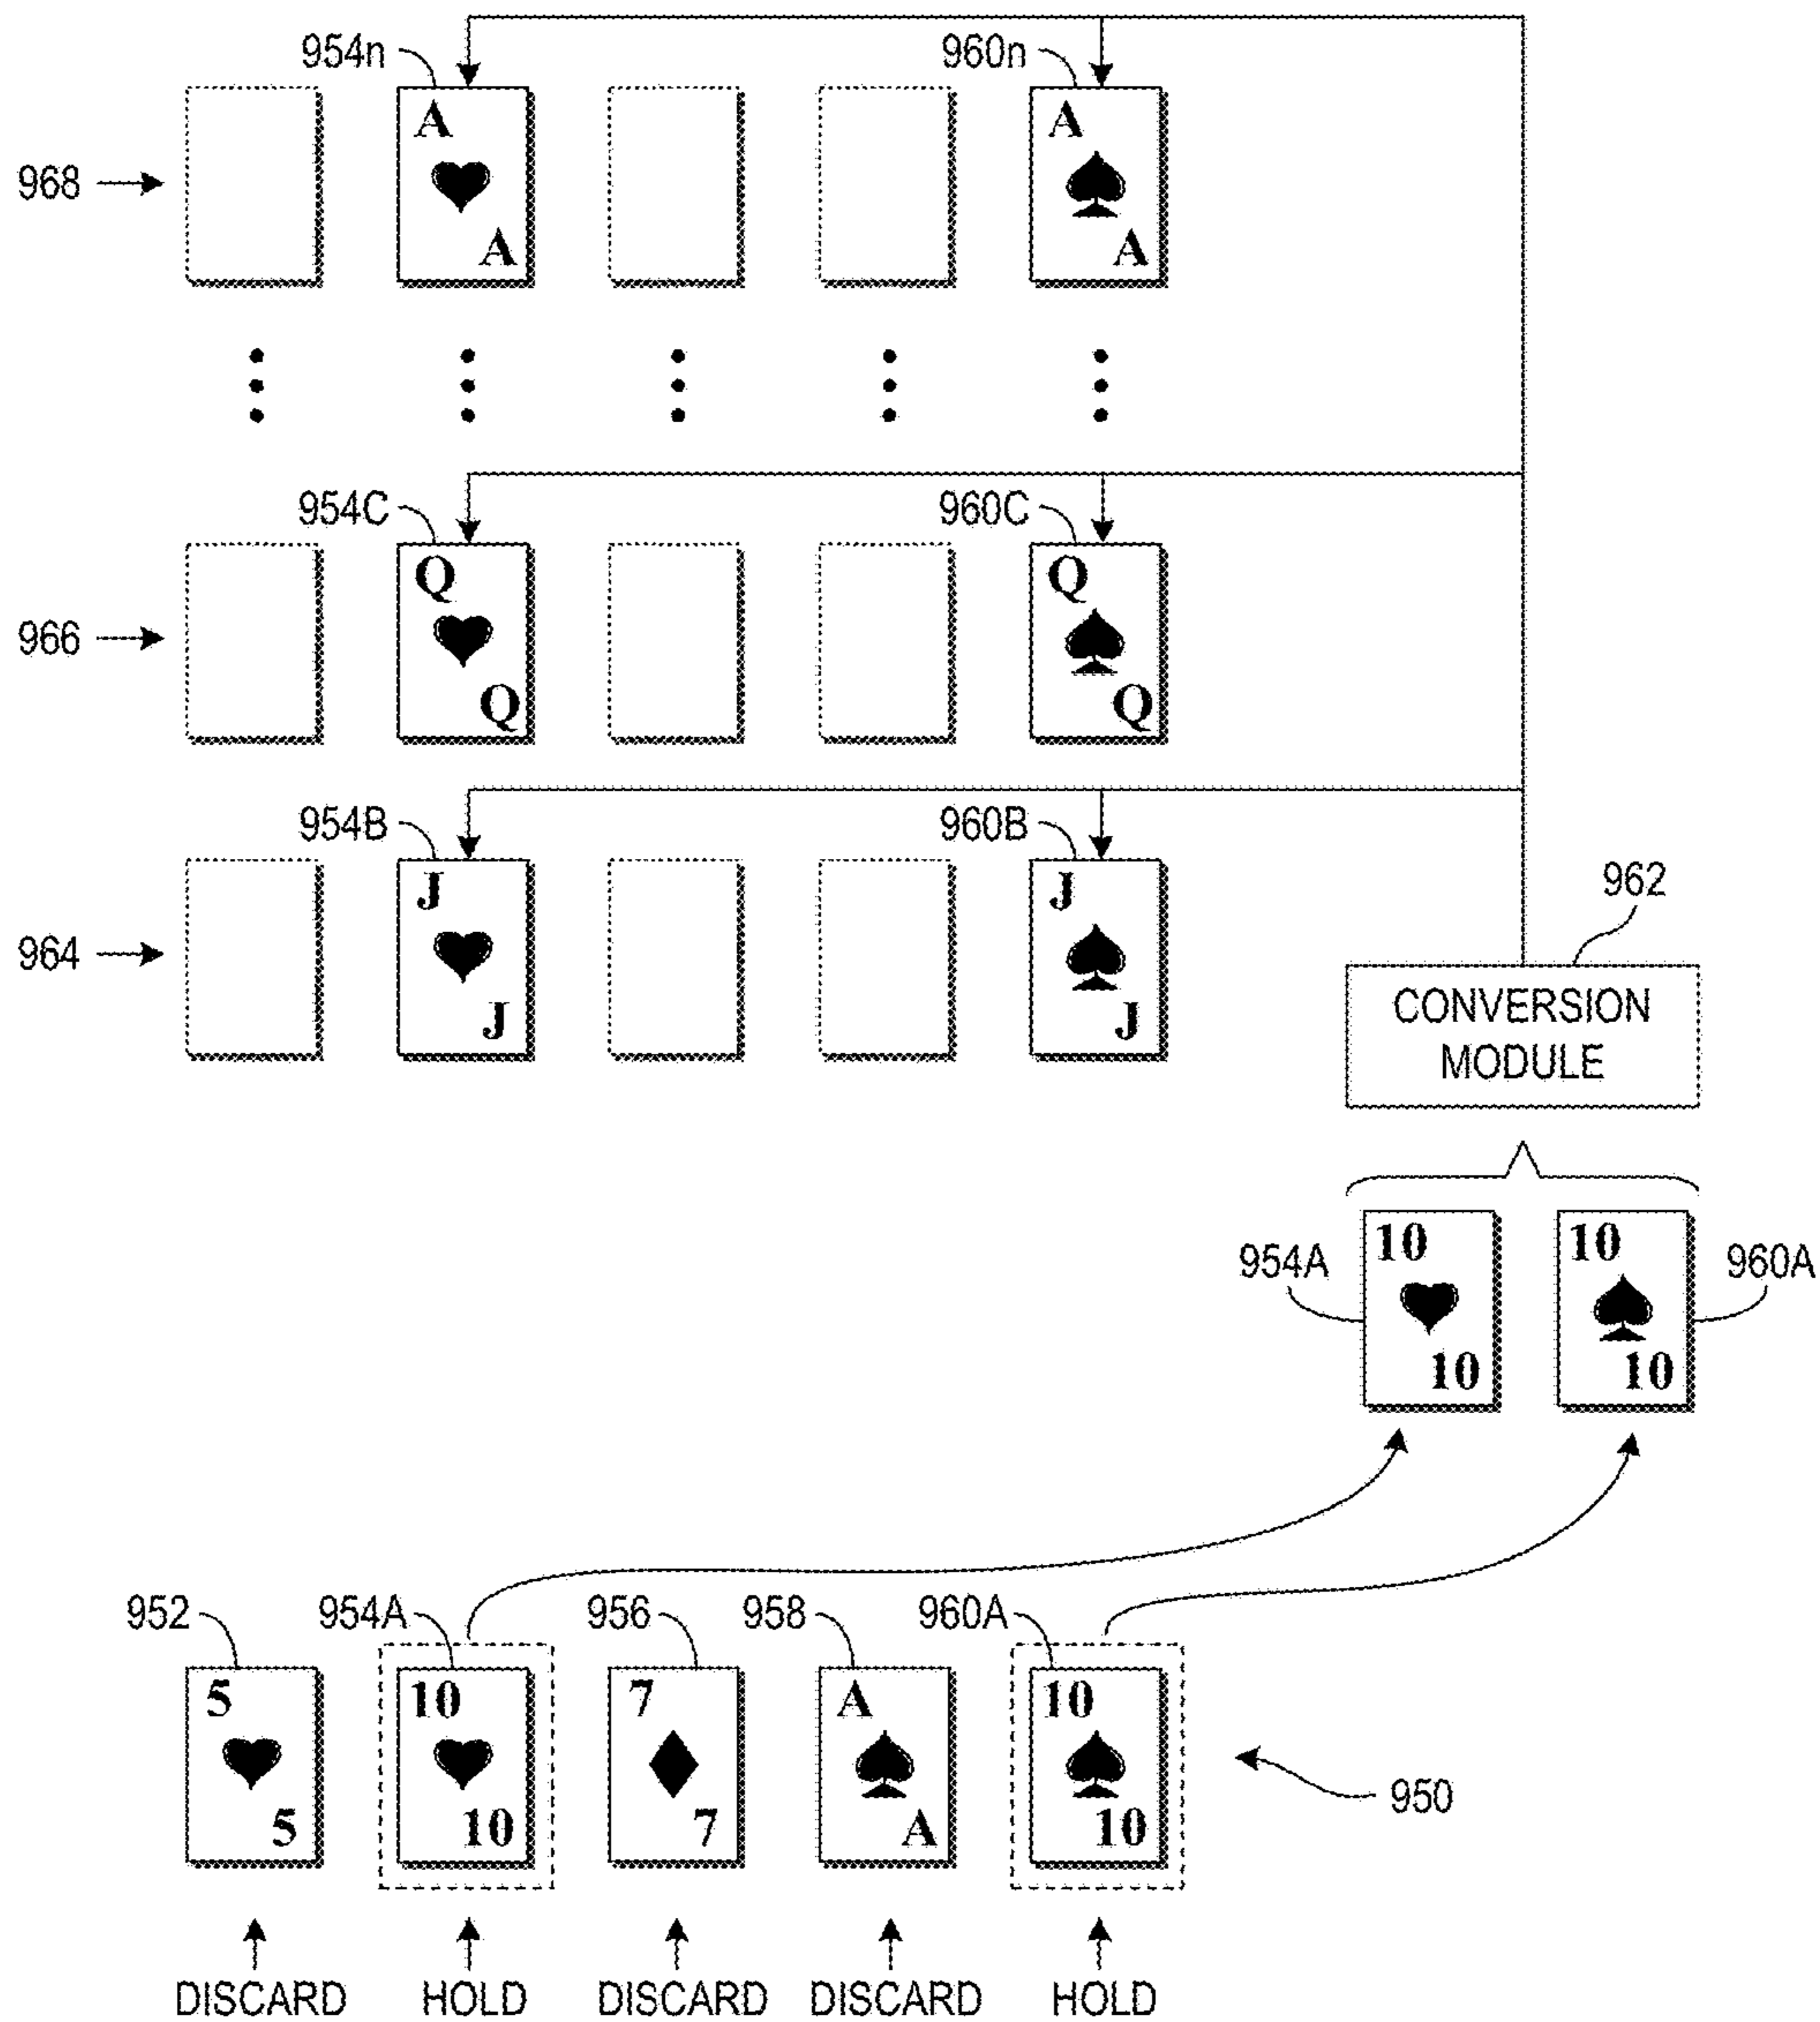 954n 960n
A A
968
A A
954C 960C
Q Q
966
Q Q
954B 960B
J J
962
964
J J
CONVERSION
MODULE
10 10
954A 960A
10 10
952 954A 956 958 960A
5 10 7 A 10
950
5 10 7 A 10
DISCARD HOLD DISCARD DISCARD HOLD